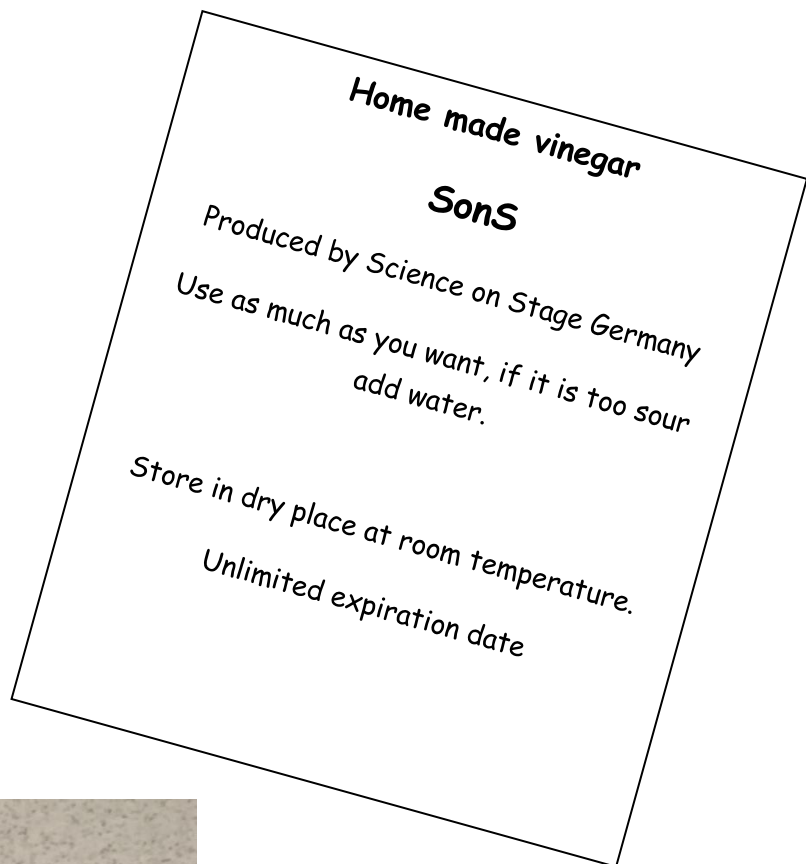 Home made vinegar
SonS
Produced by Science on Stage Germany
Use as much as you want, if it is too sour
add water.
Store in dry place at room temperature.
Unlimited expiration date